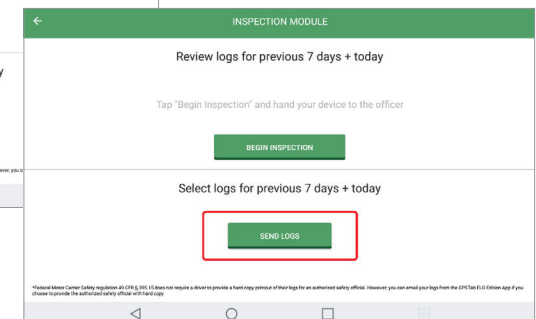 INSPECTION MODULE
Review logs for previous 7 days + today
Tap "Begin Inspection" and hand your device to the officer
BEGIN INSPECTION
Select logs for previous 7 days + today
SEND LOGS
*Federal Motor Carrier Safety regulation 49 CFR § 395.15 does not require a driver to provide a hard copy printout of their logs for an authorized safety official. However, you can email your logs from the GPSTab ELD Edition App if you
choose to provide the authorized safety official with hard copy